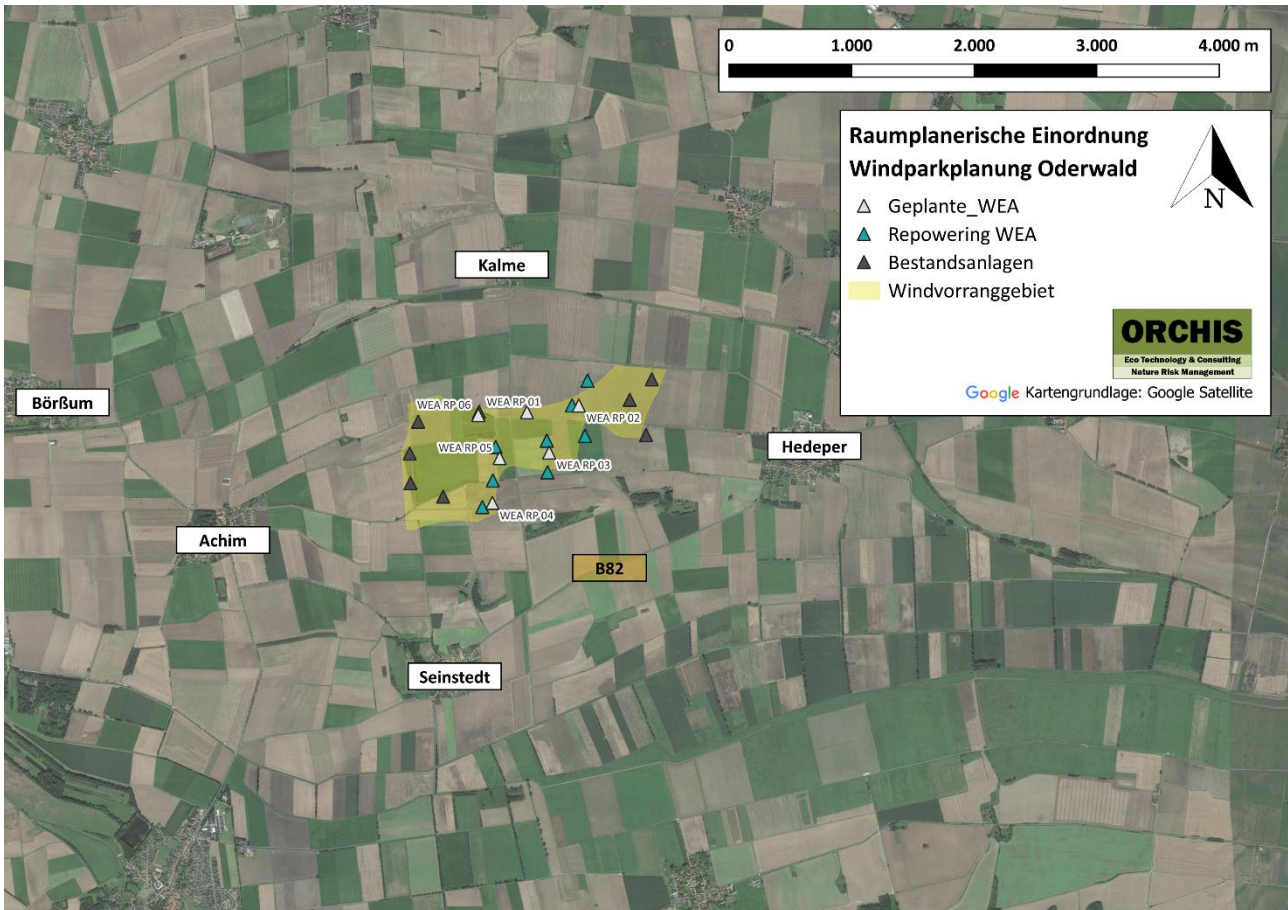 0 1.000 2.000 3.000 4.000 m
Raumplanerische Einordnung
Windparkplanung Oderwald
N
Geplante_WEA
Repowering WEA
Bestandsanlagen
Windvorranggebiet
ORCHIS
Eco Technology & Consulting
Nature Risk Management
Google Kartengrundlage: Google Satellite
Kalme
Börßum
WEA RP 06
WEA RP 01
WEA RP 02
Hedeper
WEA RP 05
WEA RP 03
WEA RP 04
Achim
B82
Seinstedt